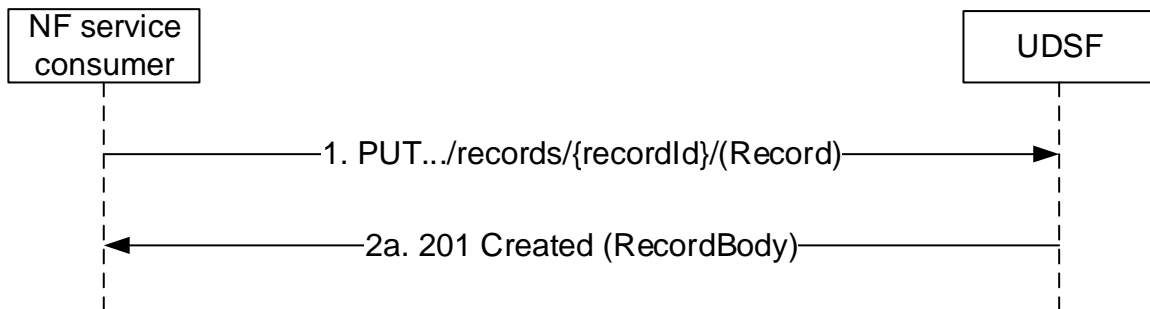 NF service
consumer
UDSF
1. PUT.../records/{recordId}/(Record)
2a. 201 Created (RecordBody)